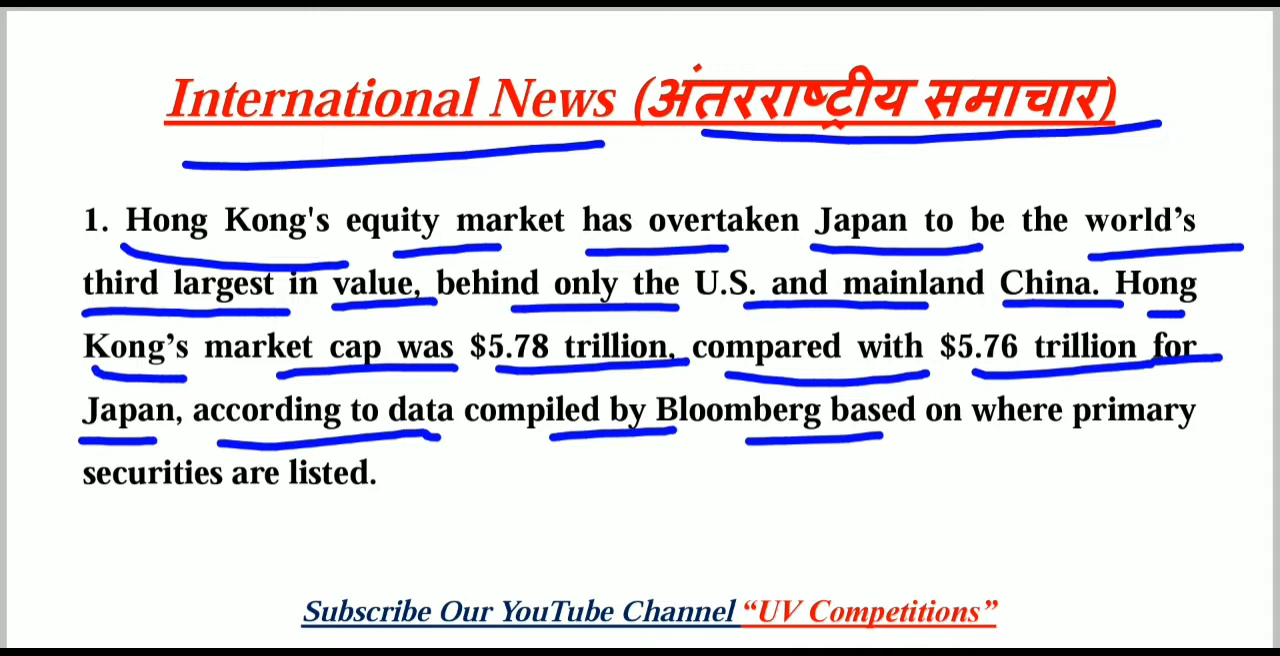 International News (अंतरराष्ट्रीय समाचार)
1. Hong Kong's equity market has overtaken Japan to be the world’s
third largest in value, behind only the U.S. and mainland China. Hong
Kong’s market cap was $5.78 trillion, compared with $5.76 trillion for
Japan, according to data compiled by Bloomberg based on where primary
securities are listed.
Subscribe Our YouTube Channel “UV Competitions”